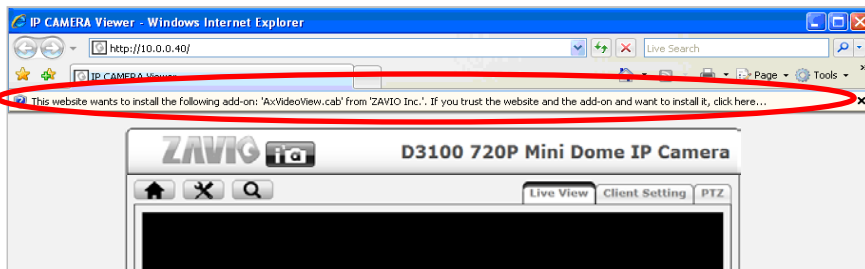 IP CAMERA Viewer - Windows Internet Explorer
http://10.0.0.40/
Live Search
IP CAMERA Viewer
Page
Tools
This website wants to install the following add-on: 'AxVideoView.cab' from 'ZAVIO Inc.'. If you trust the website and the add-on and want to install it, click here...
ZAVIO
D3100 720P Mini Dome IP Camera
Live View
Client Setting
PTZ